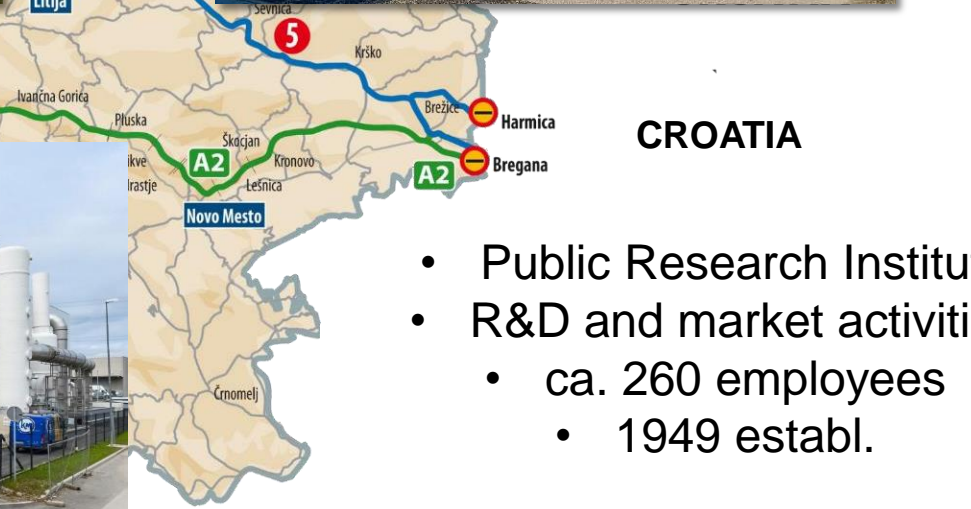 Litija
Sevnica
5
Krško
Ivančna Gorica
Pluska
Brežice
Harmica
CROATIA
Škocjan
A2
Kronovo
Bregana
A2
Lešnica
Novo Mesto
• Public Research Institu
• R&D and market activiti
• ca. 260 employees
Črnomelj
• 1949 establ.